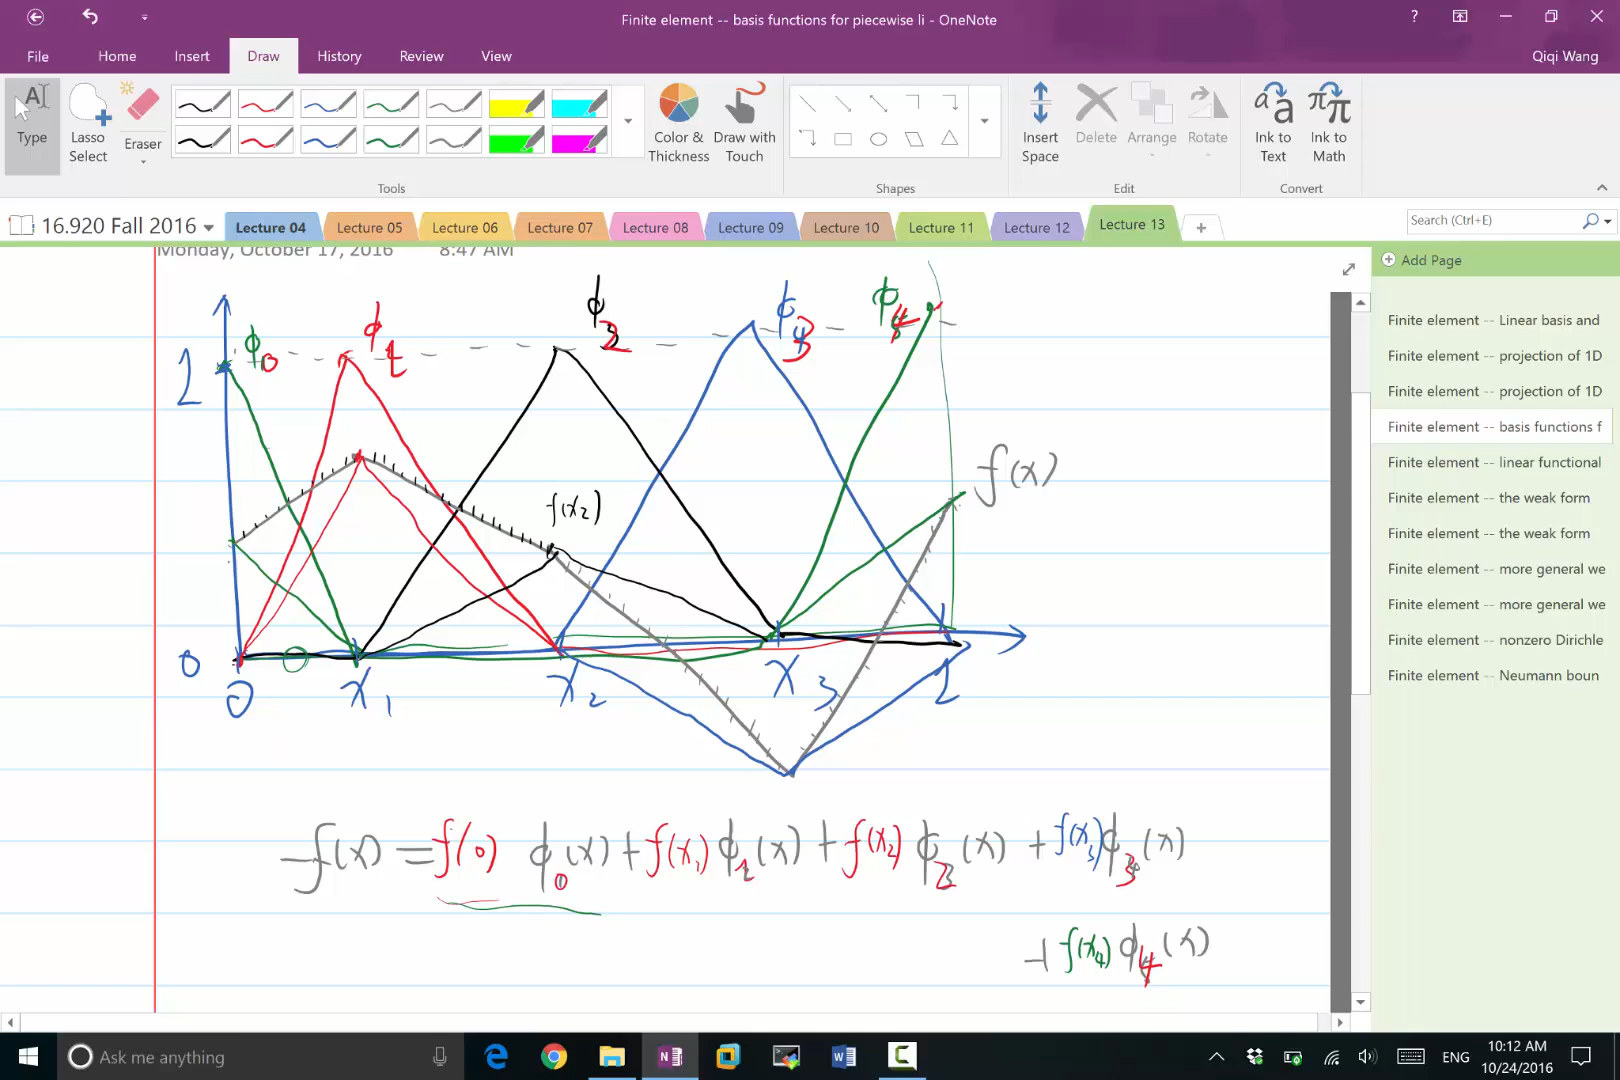 Finite element -- basis functions for piecewise li - OneNote
?
File Home Insert Draw History Review View
Qiqi Wang
Type
Lasso Select
Eraser
Color & Thickness
Draw with Touch
Insert Space
Delete
Arrange
Rotate
Ink to Text
Ink to Math
Tools Shapes Edit Convert
16.920 Fall 2016
Lecture 04 Lecture 05 Lecture 06 Lecture 07 Lecture 08 Lecture 09 Lecture 10 Lecture 11 Lecture 12 Lecture 13
Search (Ctrl+E)
Monday, October 17, 2016 8:47 AM
Add Page
Finite element -- Linear basis and
Finite element -- projection of 1D
Finite element -- projection of 1D
Finite element -- basis functions f
Finite element -- linear functional
Finite element -- the weak form
Finite element -- the weak form
Finite element -- more general we
Finite element -- more general we
Finite element -- nonzero Dirichle
Finite element -- Neumann boun
1
ϕ0 ϕ1 ϕ2 ϕ3 ϕ4
f(x)
f(x2)
0
0 x1 x2 x3 1
f(x) = f(0) ϕ0(x) + f(x1) ϕ1(x) + f(x2) ϕ2(x) + f(x3) ϕ3(x)
+ f(x4) ϕ4(x)
Ask me anything
ENG
10:12 AM
10/24/2016